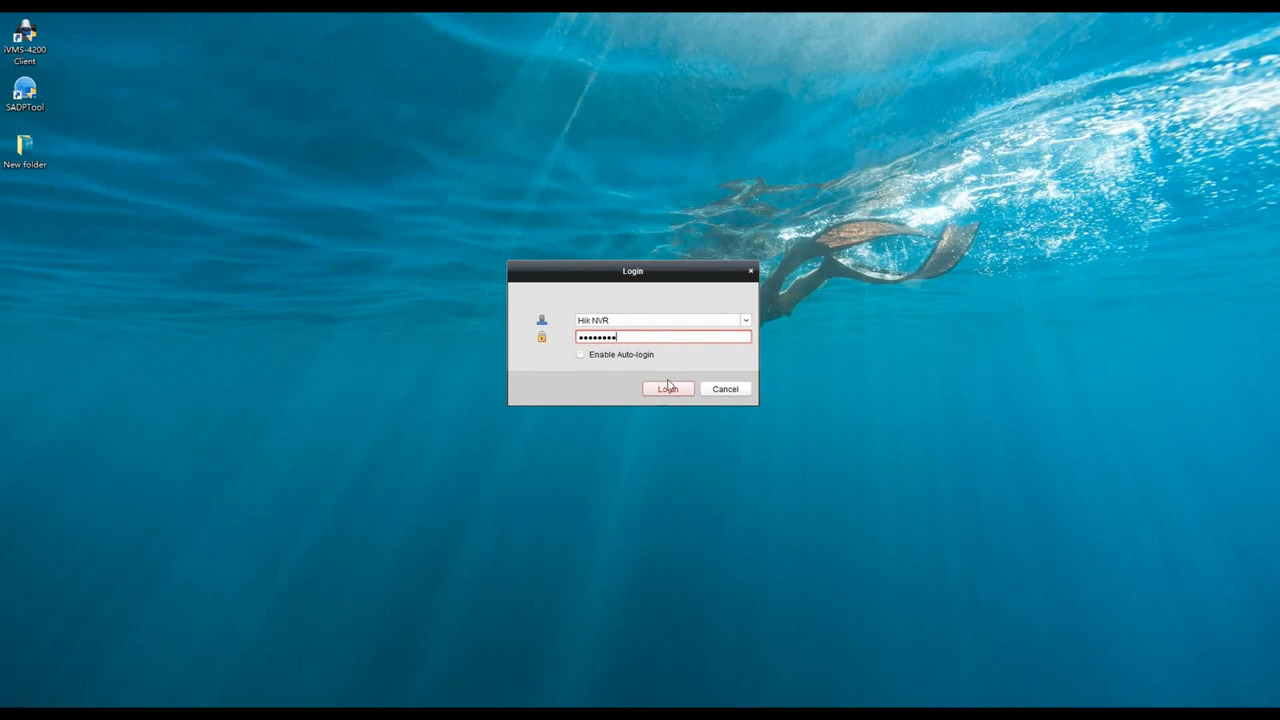 iVMS-4200
Client
SADPTool
New folder
Login
Hik NVR
Enable Auto-login
Login
Cancel